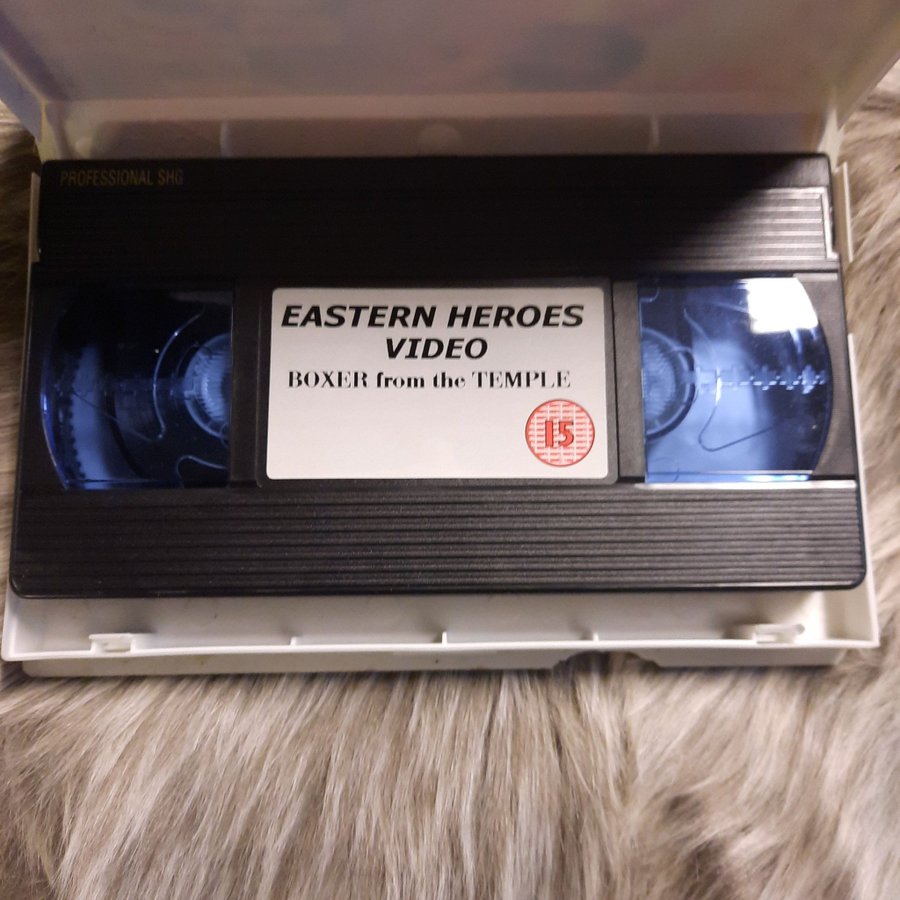 PROFESSIONAL SHG
EASTERN HEROES
VIDEO
BOXER from the TEMPLE
15